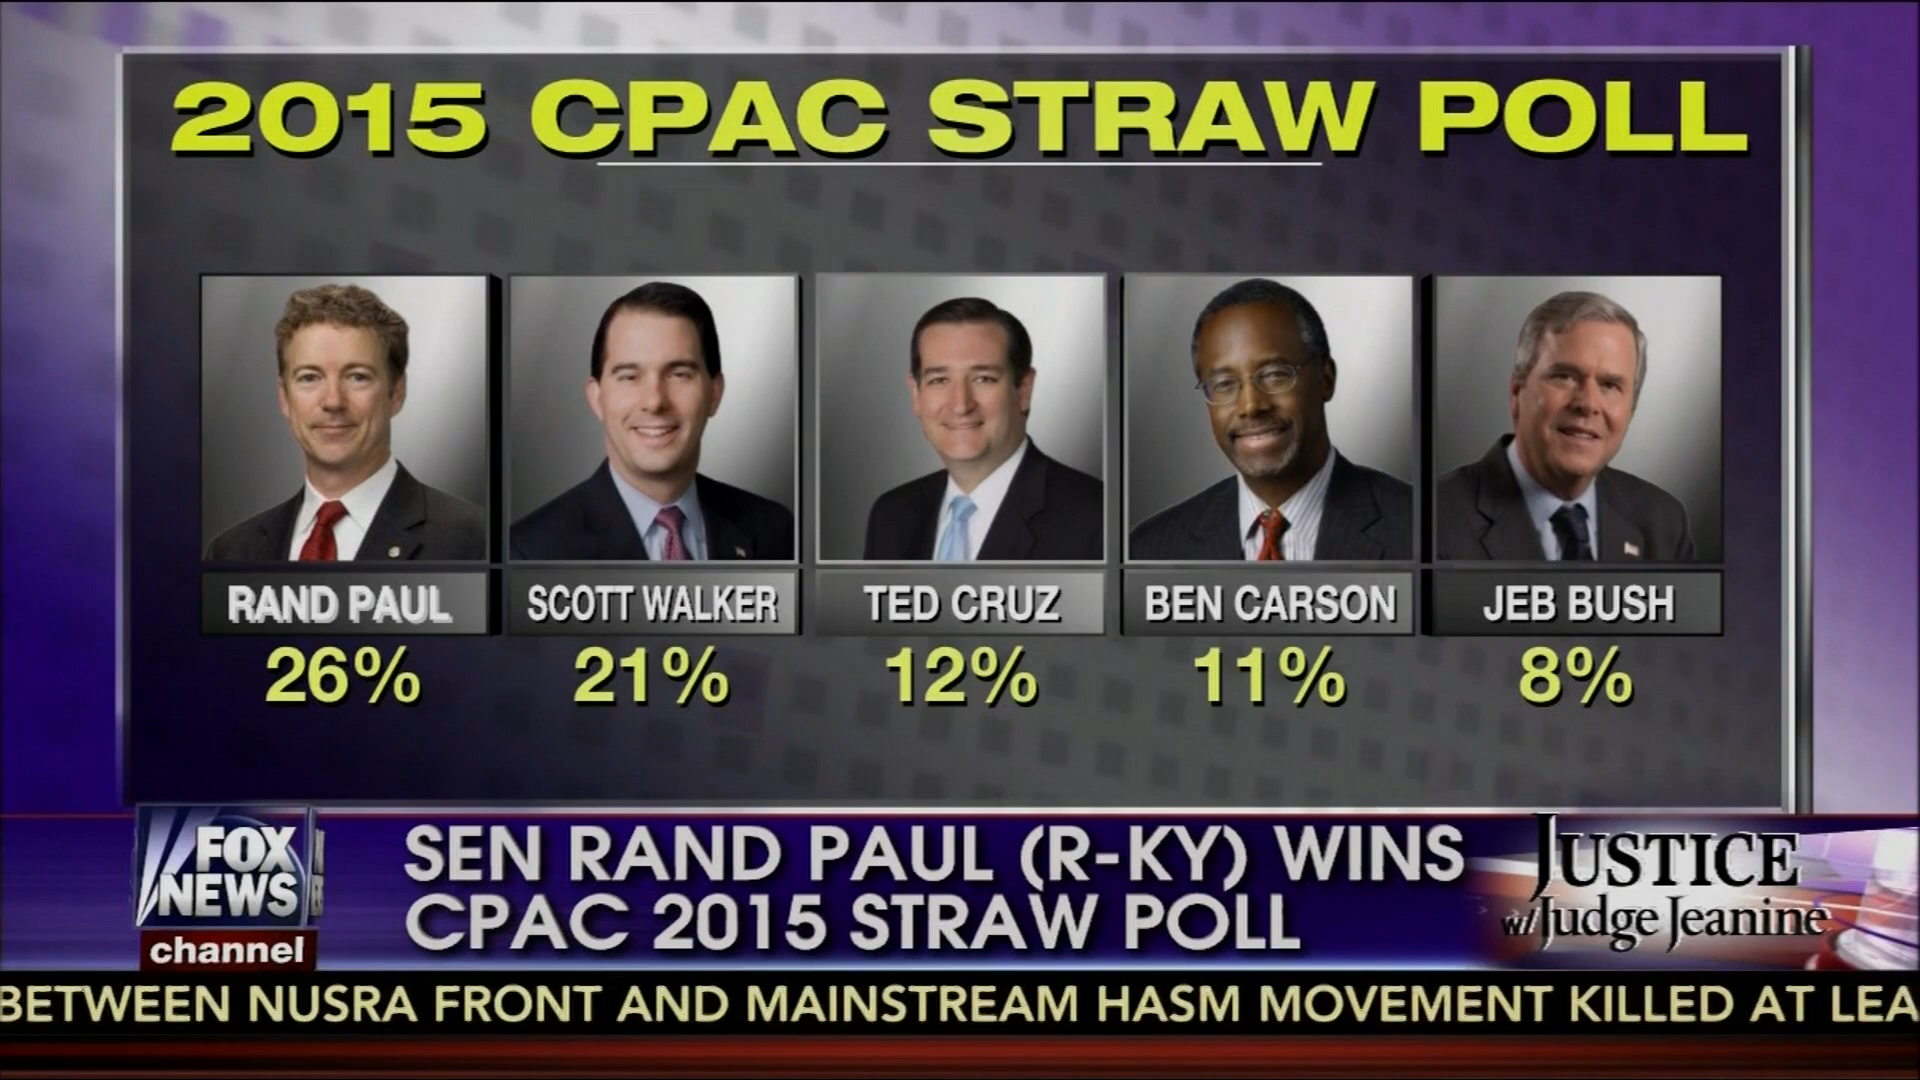 2015 CPAC STRAW POLL
RAND PAUL
SCOTT WALKER
TED CRUZ
BEN CARSON
JEB BUSH
26%
21%
12%
11%
8%
FOX
NEWS
channel
SEN RAND PAUL (R-KY) WINS
CPAC 2015 STRAW POLL
JUSTICE
w/Judge Jeanine
BETWEEN NUSRA FRONT AND MAINSTREAM HASM MOVEMENT KILLED AT LEA